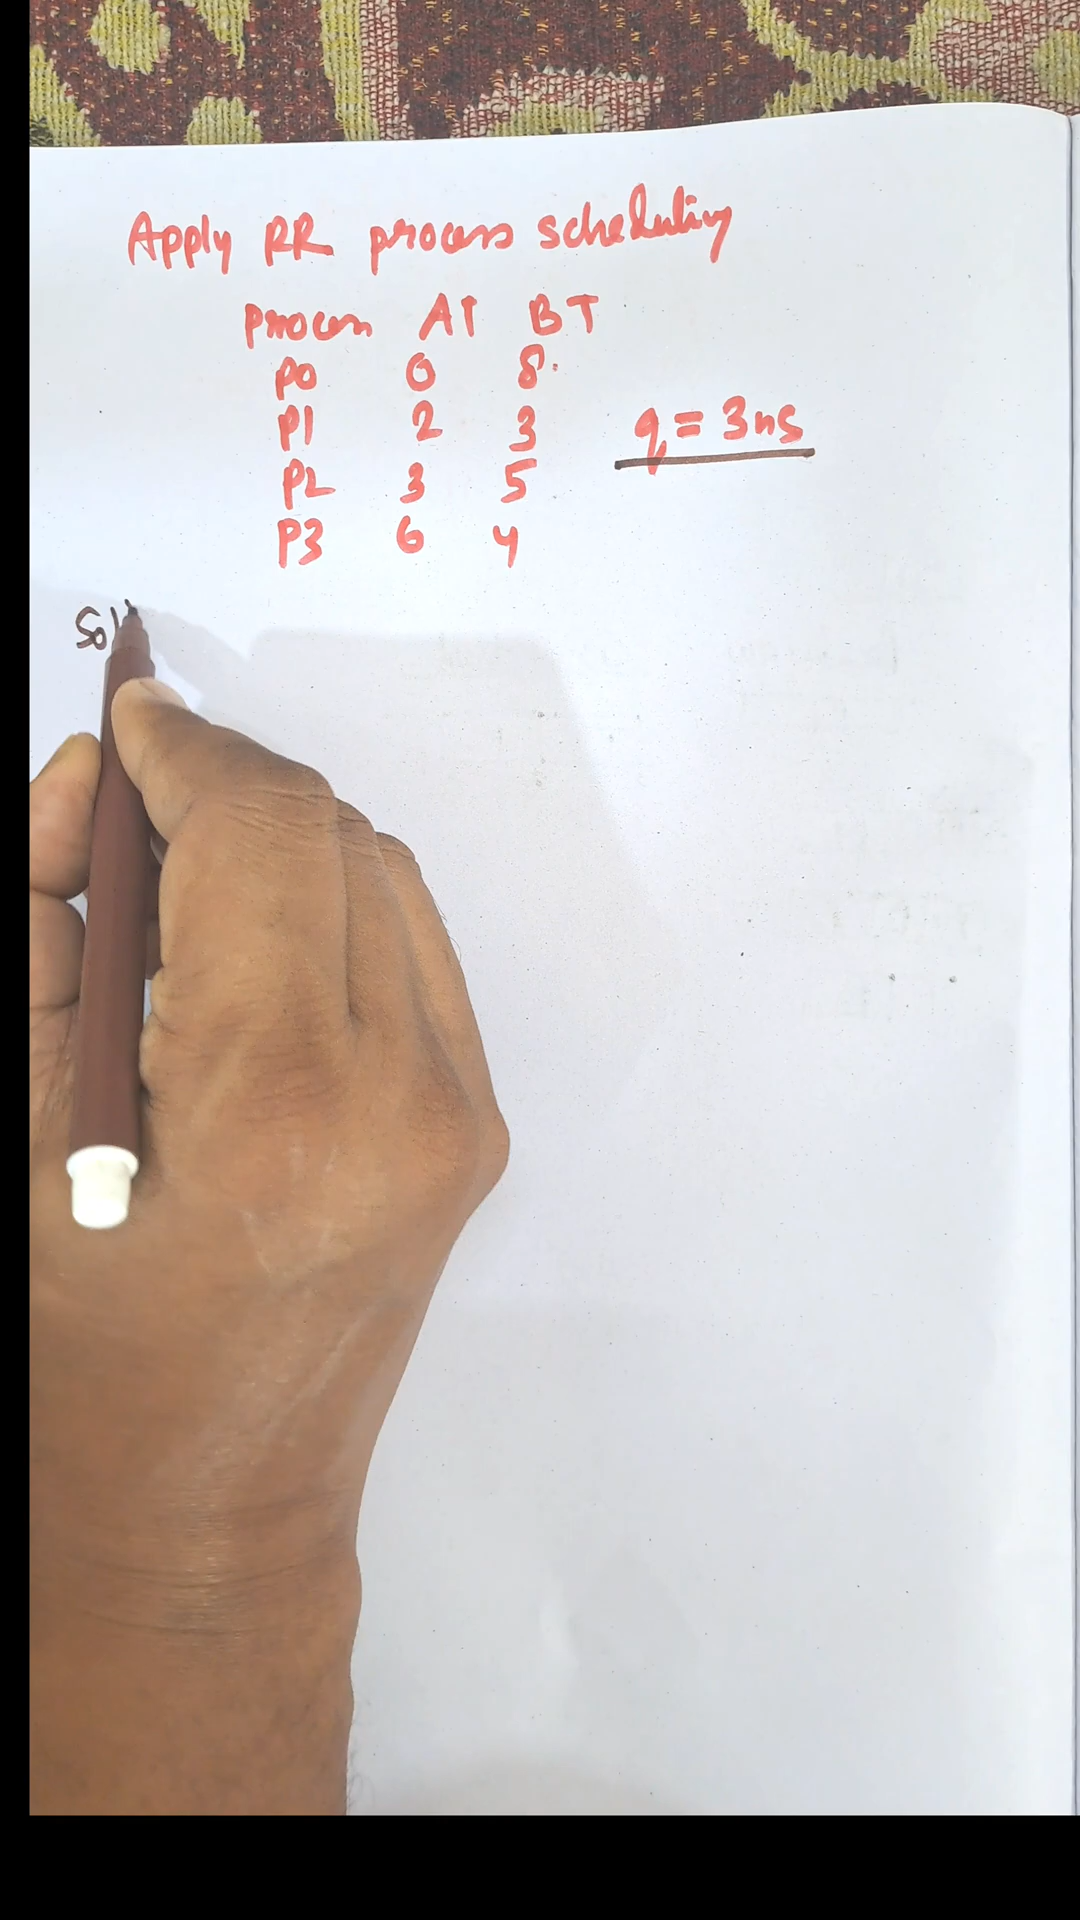 Apply RR process scheduling
Process AT BT
P0 0 8
P1 2 3
q = 3ns
P2 3 5
P3 6 4
Sol